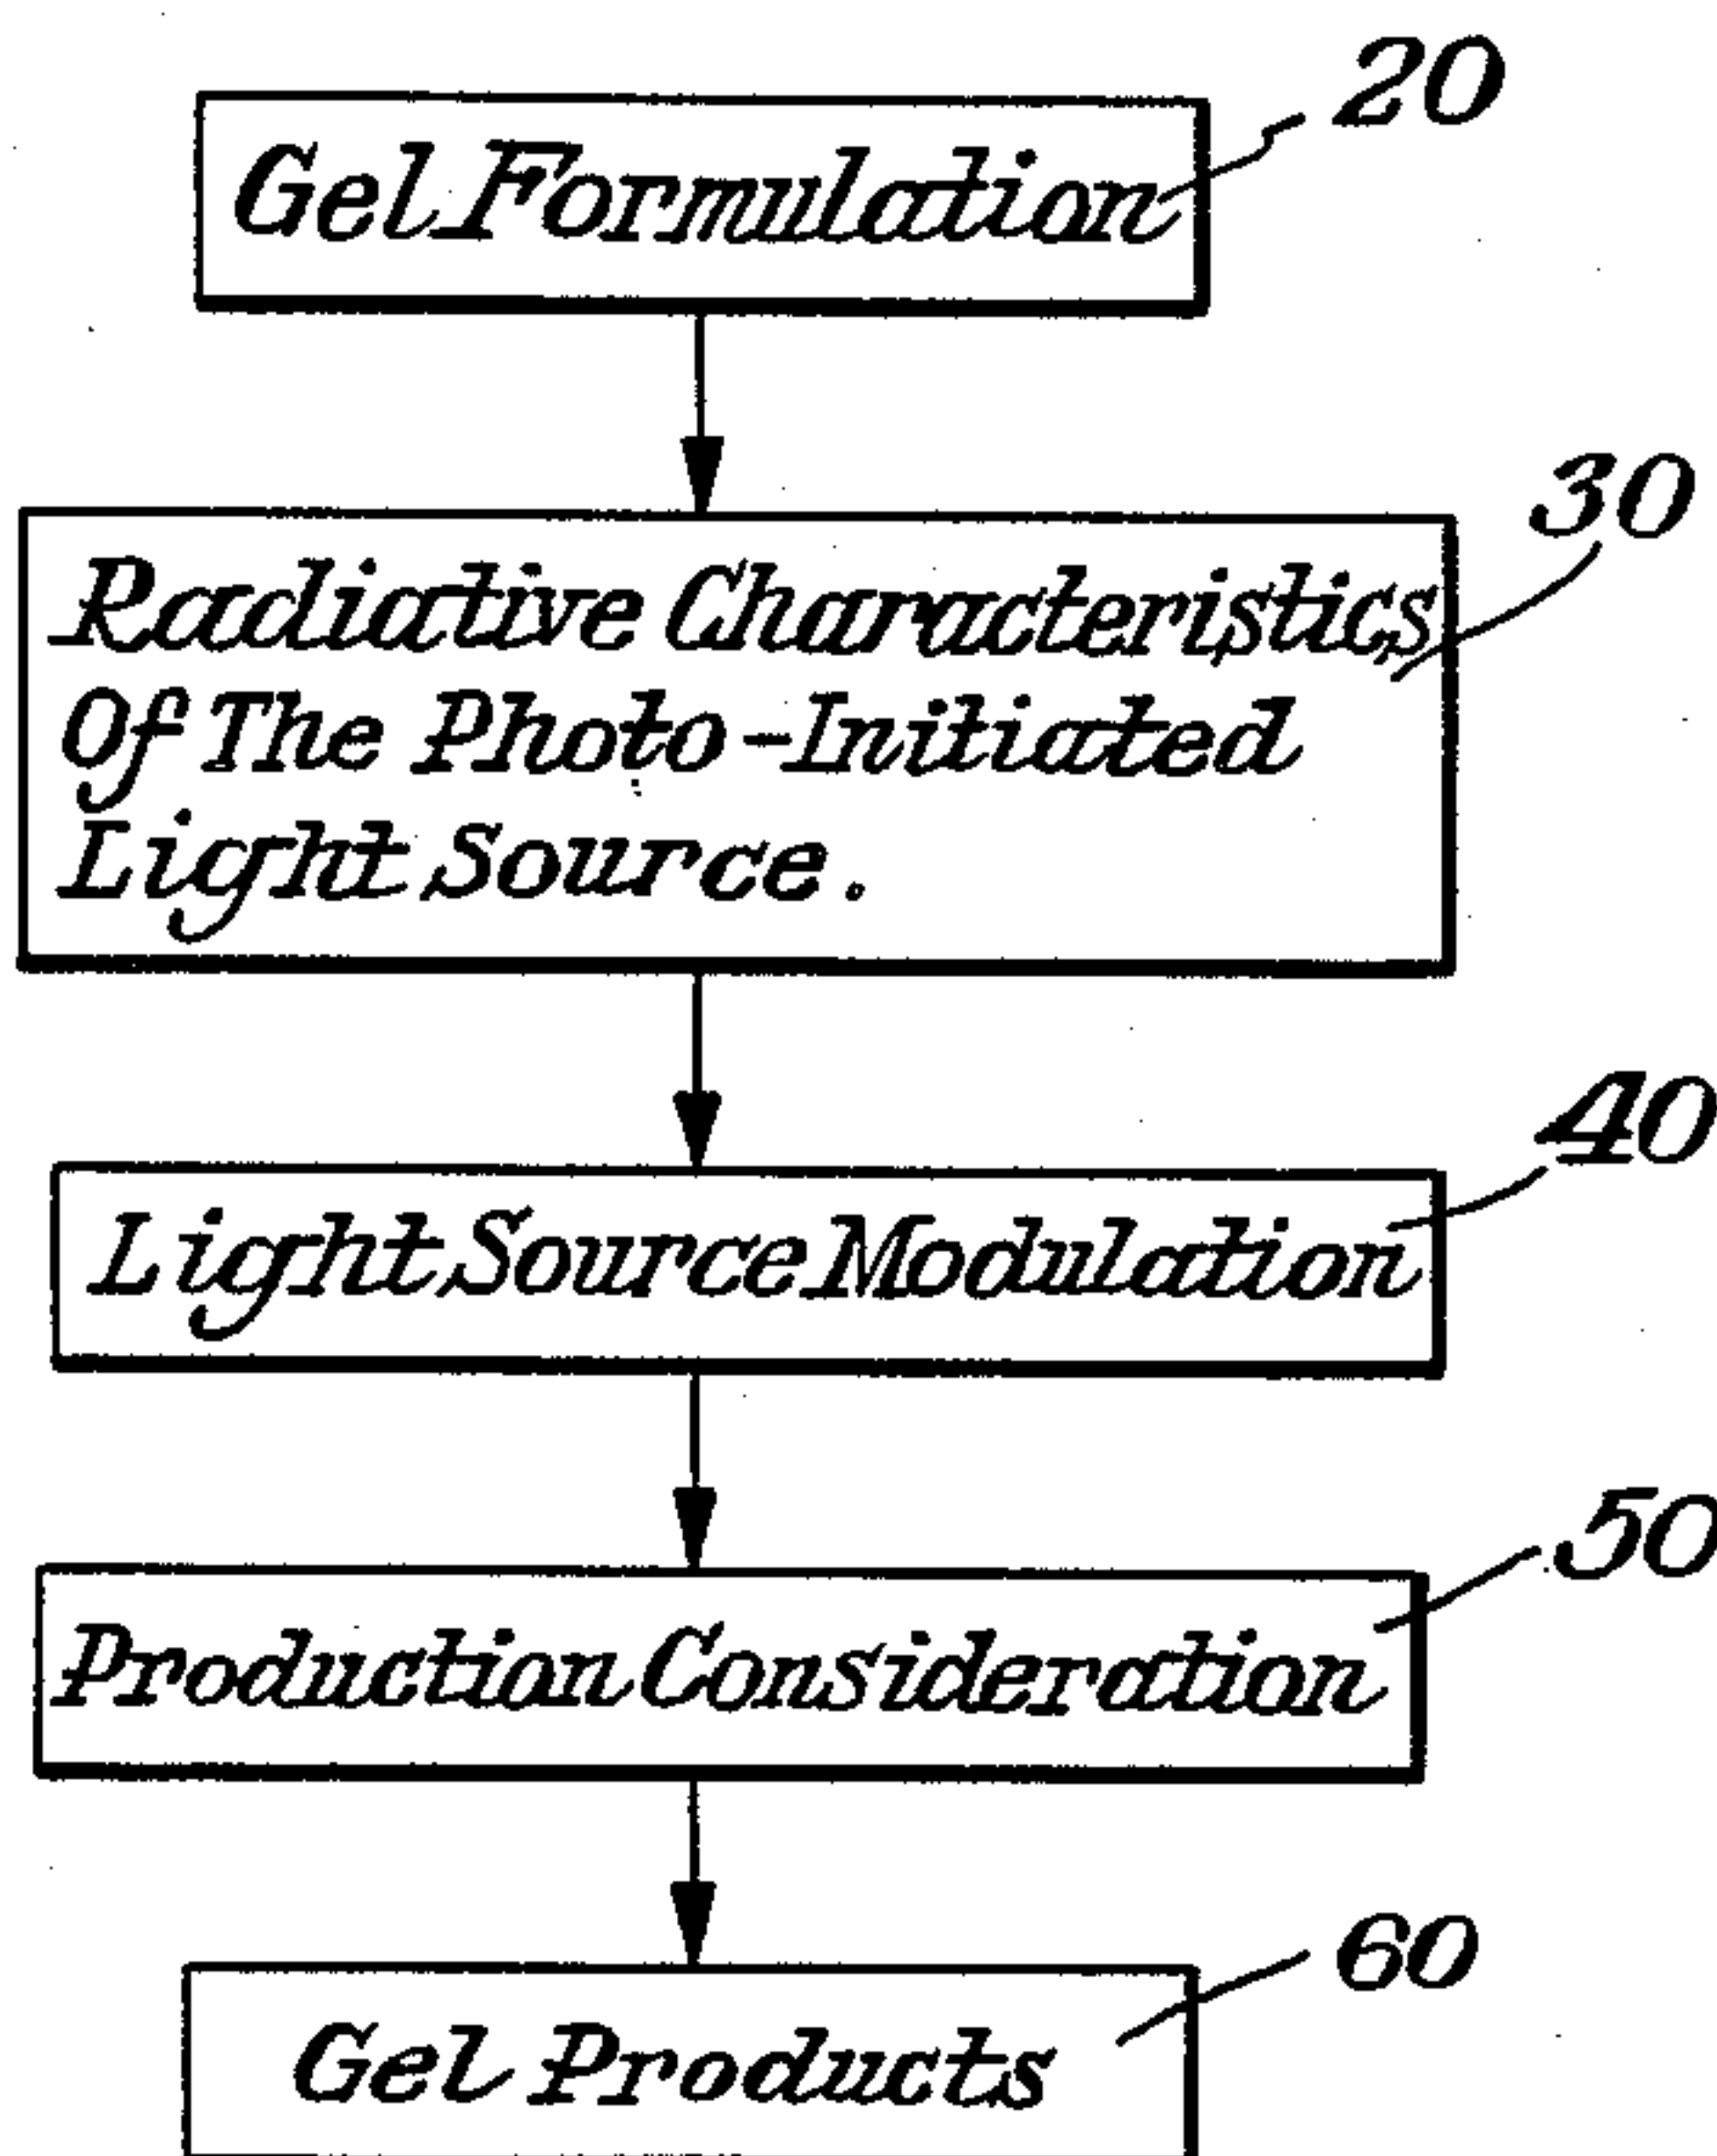 20
Gel Formulation
30
Radiative Characteristics
Of The Photo-Initiated
Light Source.
40
Light Source Modulation
50
Production Consideration
60
Gel Products